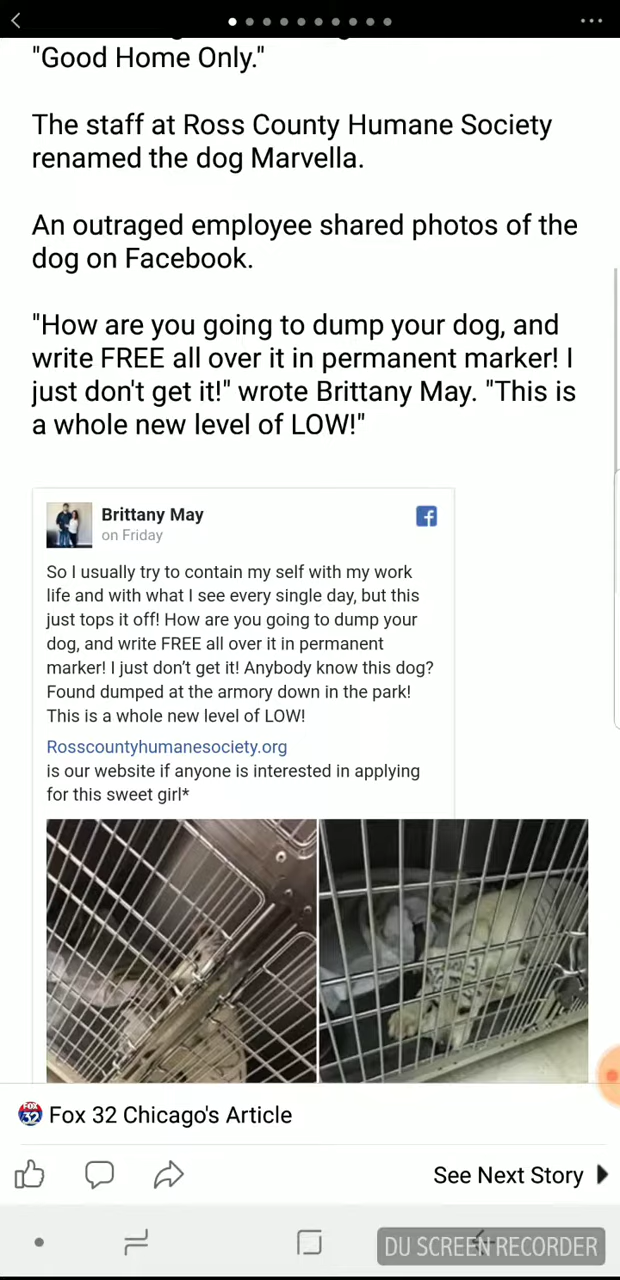 "Good Home Only."
The staff at Ross County Humane Society
renamed the dog Marvella.
An outraged employee shared photos of the
dog on Facebook.
"How are you going to dump your dog, and
write FREE all over it in permanent marker! I
just don't get it!" wrote Brittany May. "This is
a whole new level of LOW!"
Brittany May
on Friday
So I usually try to contain my self with my work
life and with what I see every single day, but this
just tops it off! How are you going to dump your
dog, and write FREE all over it in permanent
marker! I just don't get it! Anybody know this dog?
Found dumped at the armory down in the park!
This is a whole new level of LOW!
Rosscountyhumanesociety.org
is our website if anyone is interested in applying
for this sweet girl*
FOX 32
Fox 32 Chicago's Article
See Next Story
DU SCREEN RECORDER